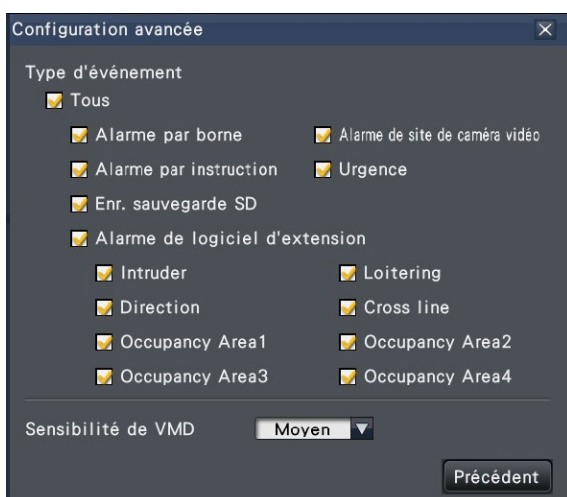 Configuration avancée
Type d'événement
Tous
Alarme par borne
Alarme de site de caméra vidéo
Alarme par instruction
Urgence
Enr. sauvegarde SD
Alarme de logiciel d'extension
Intruder
Loitering
Direction
Cross line
Occupancy Area1
Occupancy Area2
Occupancy Area3
Occupancy Area4
Sensibilité de VMD
Moyen
Précédent